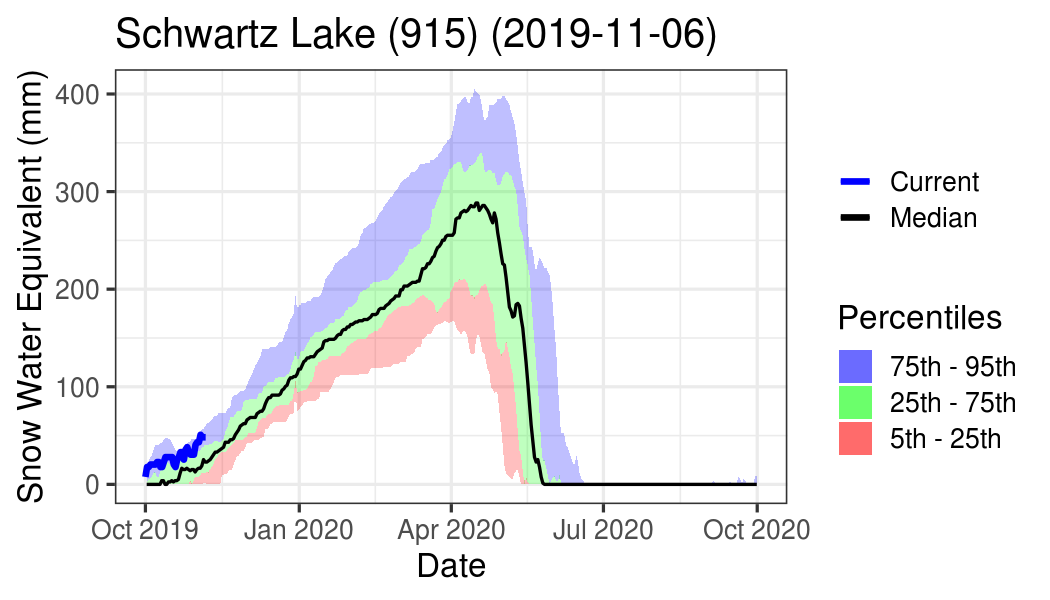 Schwartz Lake (915) (2019-11-06)
Snow Water Equivalent (mm)
400
300
200
100
0
Oct 2019 Jan 2020 Apr 2020 Jul 2020 Oct 2020
Date
Current
Median
Percentiles
75th - 95th
25th - 75th
5th - 25th